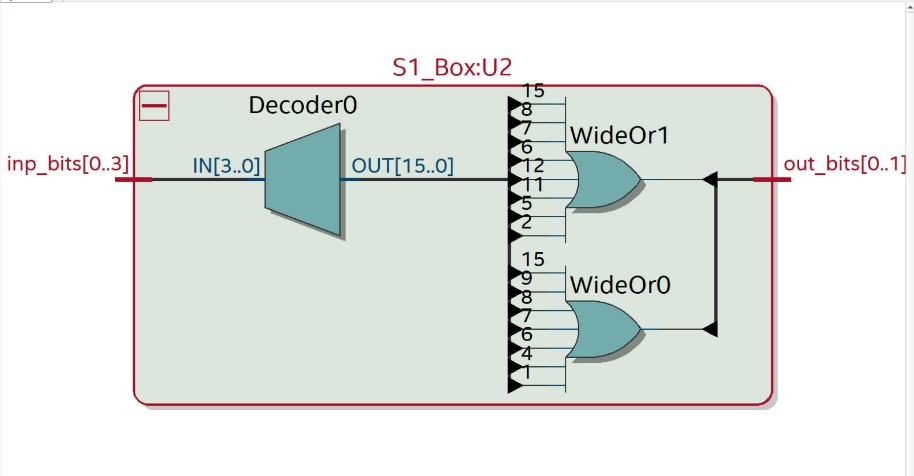 S1_Box:U2
Decoder0
inp_bits[0..3]
IN[3..0]
OUT[15..0]
15
8
7
6
12
11
5
2
WideOr1
out_bits[0..1]
15
9
8
7
6
4
1
WideOr0